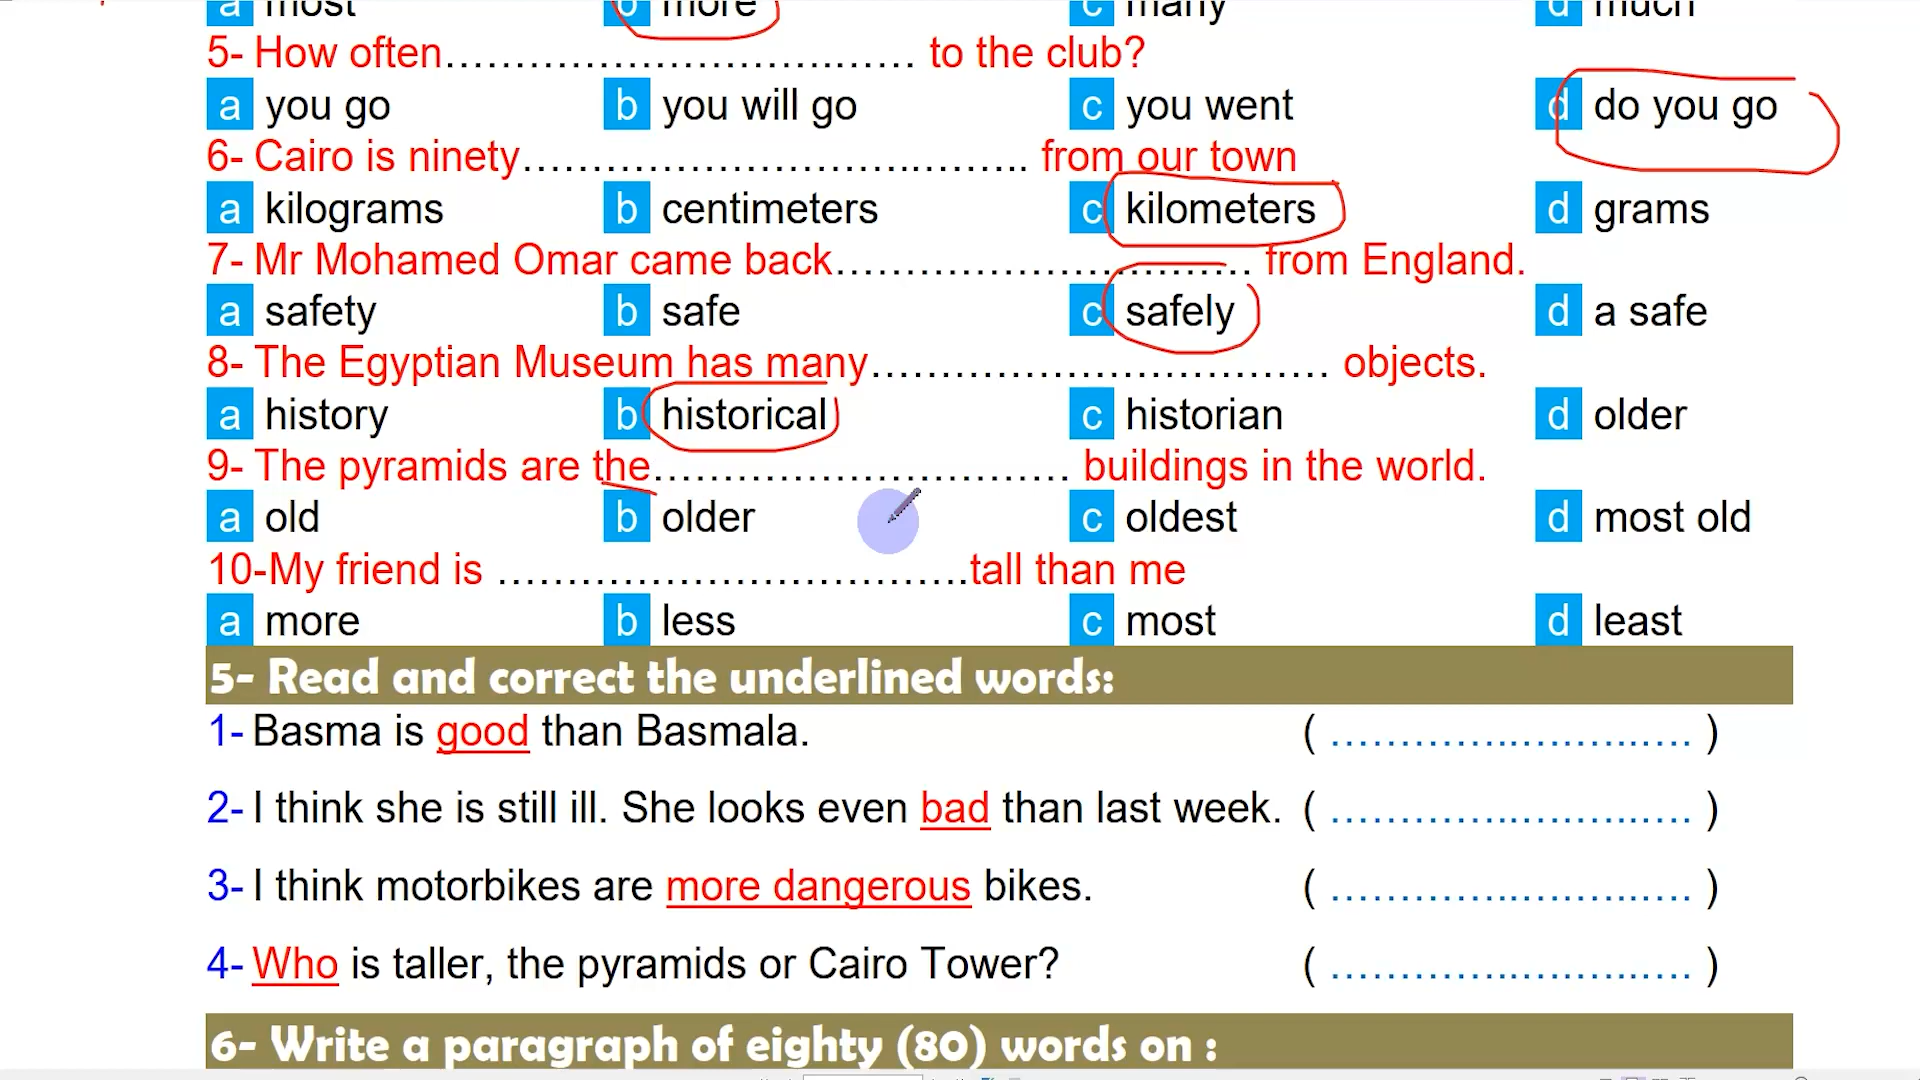 a most b more c many d much
5- How often……………………………..…… to the club?
a you go b you will go c you went d do you go
6- Cairo is ninety……………………..……….. from our town
a kilograms b centimeters c kilometers d grams
7- Mr Mohamed Omar came back………………………….. from England.
a safety b safe c safely d a safe
8- The Egyptian Museum has many…………………………… objects.
a history b historical c historian d older
9- The pyramids are the………………………… buildings in the world.
a old b older c oldest d most old
10-My friend is …………………………….tall than me
a more b less c most d least
5- Read and correct the underlined words:
1- Basma is good than Basmala. ( …………..………..…. )
2- I think she is still ill. She looks even bad than last week. ( …………..………..…. )
3- I think motorbikes are more dangerous bikes. ( …………..………..…. )
4- Who is taller, the pyramids or Cairo Tower? ( …………..………..…. )
6- Write a paragraph of eighty (80) words on :